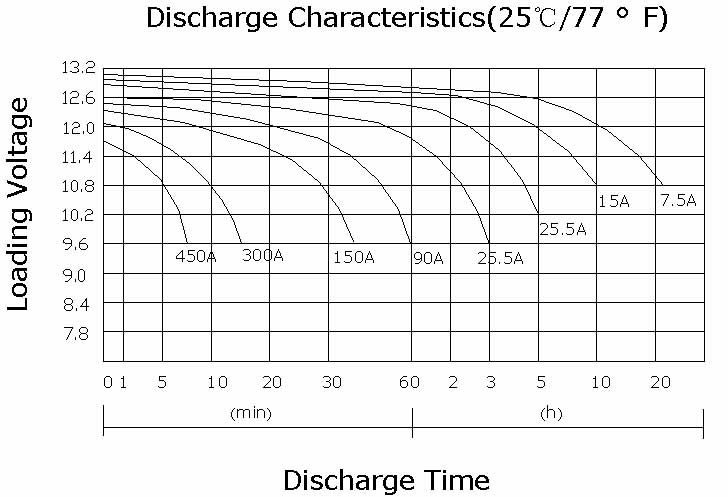 Discharge Characteristics(25℃/77 ° F)
Loading Voltage
13.2
12.6
12.0
11.4
10.8
10.2
9.6
9.0
8.4
7.8
450A 300A 150A 90A 25.5A 25.5A 15A 7.5A
0 1 5 10 20 30 60 2 3 5 10 20
(min) (h)
Discharge Time